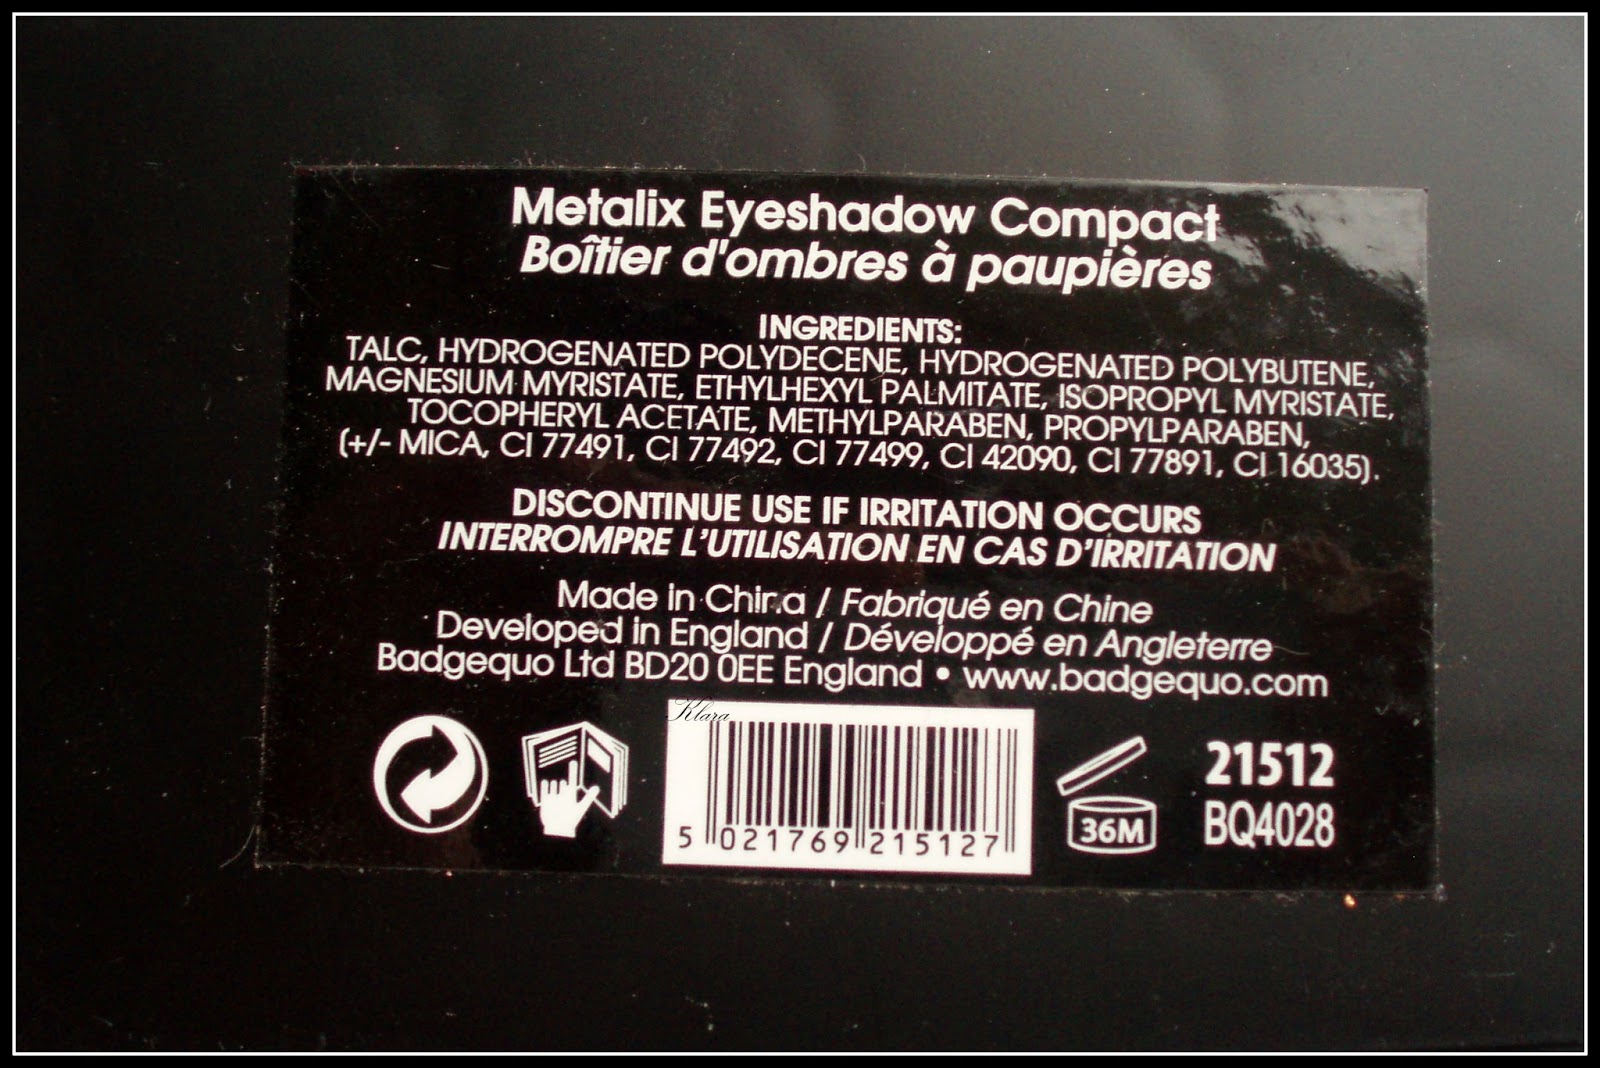 Metalix Eyeshadow Compact
Boîtier d'ombres à paupières
INGREDIENTS:
TALC, HYDROGENATED POLYDECENE, HYDROGENATED POLYBUTENE,
MAGNESIUM MYRISTATE, ETHYLHEXYL PALMITATE, ISOPROPYL MYRISTATE,
TOCOPHERYL ACETATE, METHYLPARABEN, PROPYLPARABEN,
(+/- MICA, CI 77491, CI 77492, CI 77499, CI 42090, CI 77891, CI 16035).
DISCONTINUE USE IF IRRITATION OCCURS
INTERROMPRE L'UTILISATION EN CAS D'IRRITATION
Made in China / Fabriqué en Chine
Developed in England / Développé en Angleterre
Badgequo Ltd BD20 0EE England • www.badgequo.com
Klara
5 021769 215127
36M
21512
BQ4028